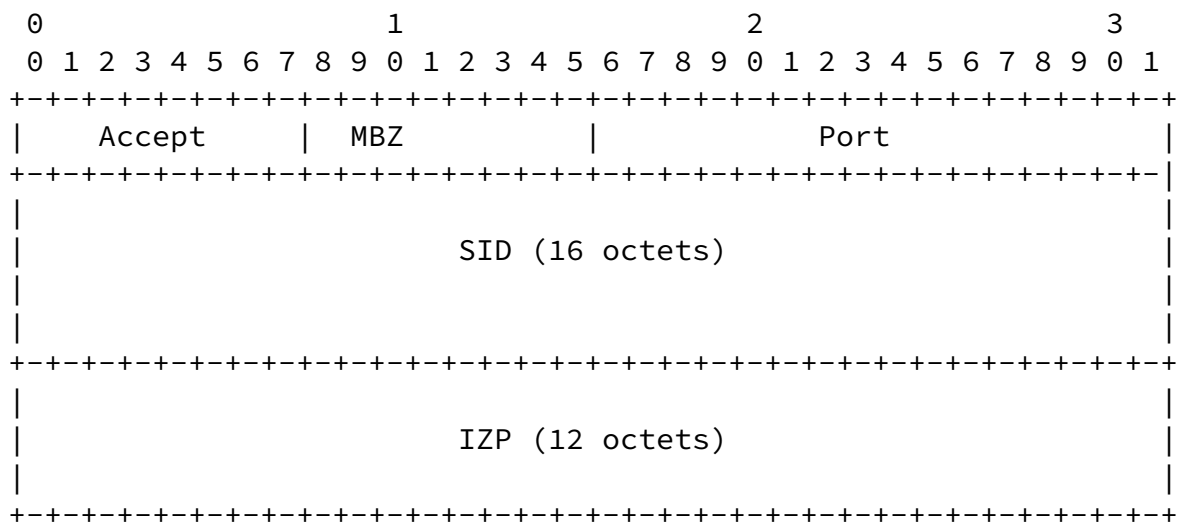 0                   1                   2                   3
0 1 2 3 4 5 6 7 8 9 0 1 2 3 4 5 6 7 8 9 0 1 2 3 4 5 6 7 8 9 0 1
+-+-+-+-+-+-+-+-+-+-+-+-+-+-+-+-+-+-+-+-+-+-+-+-+-+-+-+-+-+-+-+-+
|    Accept     |  MBZ          |            Port               |
+-+-+-+-+-+-+-+-+-+-+-+-+-+-+-+-+-+-+-+-+-+-+-+-+-+-+-+-+-+-+-+-|
|                                                               |
|                        SID (16 octets)                        |
|                                                               |
|                                                               |
+-+-+-+-+-+-+-+-+-+-+-+-+-+-+-+-+-+-+-+-+-+-+-+-+-+-+-+-+-+-+-+-+
|                                                               |
|                        IZP (12 octets)                        |
|                                                               |
+-+-+-+-+-+-+-+-+-+-+-+-+-+-+-+-+-+-+-+-+-+-+-+-+-+-+-+-+-+-+-+-+